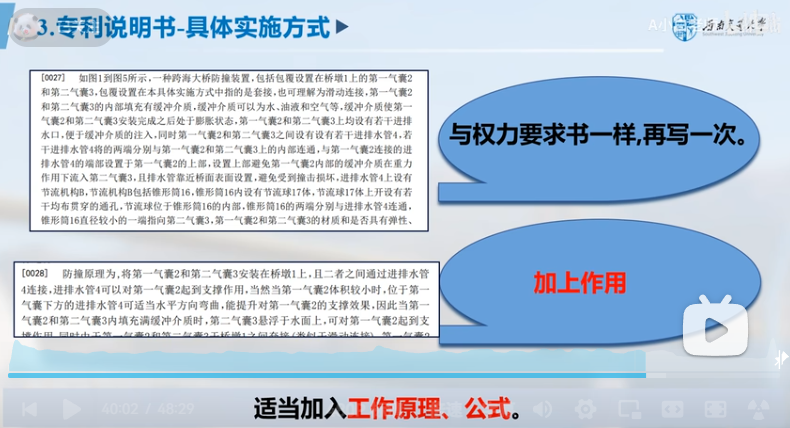 3.专利说明书-具体实施方式
[0027] 如图1到图5所示,一种跨海大桥防撞装置,包括包覆设置在桥墩1上的第一气囊2
和第二气囊3,包覆设置在本具体实施方式中指的是套接,也可理解为滑动连接,第一气囊2
和第二气囊3的内部填充有缓冲介质,缓冲介质可以为水、油液和空气等,缓冲介质使第一
气囊2和第二气囊3安装完成之后处于膨胀状态,第一气囊2和第二气囊3上均设有若干进排
水口,便于缓冲介质的注入,同时第一气囊2和第二气囊3之间设有设有若干进排水管4,若
干进排水管4将的两端分别与第一气囊2和第二气囊3上的内部连通,与第一气囊2连接的进
排水管4的端部设置于第一气囊2的上部,设置上部避免第一气囊2内部的缓冲介质在重力
作用下流入第二气囊3,且排水管靠近桥面表面设置,避免受到撞击损坏,进排水管4上设有
节流机构B,节流机构B包括锥形筒16,锥形筒16内设有节流球17体,节流球17体上开设有若
干均布贯穿的通孔,节流球位于锥形筒16的内部,锥形筒16的两端分别与进排水管4连通,
锥形筒16直径较小的一端指向第二气囊3,第一气囊2和第二气囊3的材质和是否具有弹性、
与权力要求书一样,再写一次。
[0028] 防撞原理为,将第一气囊2和第二气囊3安装在桥墩1上,且二者之间通过进排水管
4连接,进排水管4可以对第一气囊2起到支撑作用,当然当第一气囊2体积较小时,位于第一
气囊下方的进排水管4可适当水平方向弯曲,能提升对第一气囊2的支撑效果,因此当第一
气囊2和第二气囊3内填充满缓冲介质时,第二气囊3悬浮于水面上,可对第一气囊2起到支
加上作用
适当加入工作原理、公式。
40:02 / 48:29